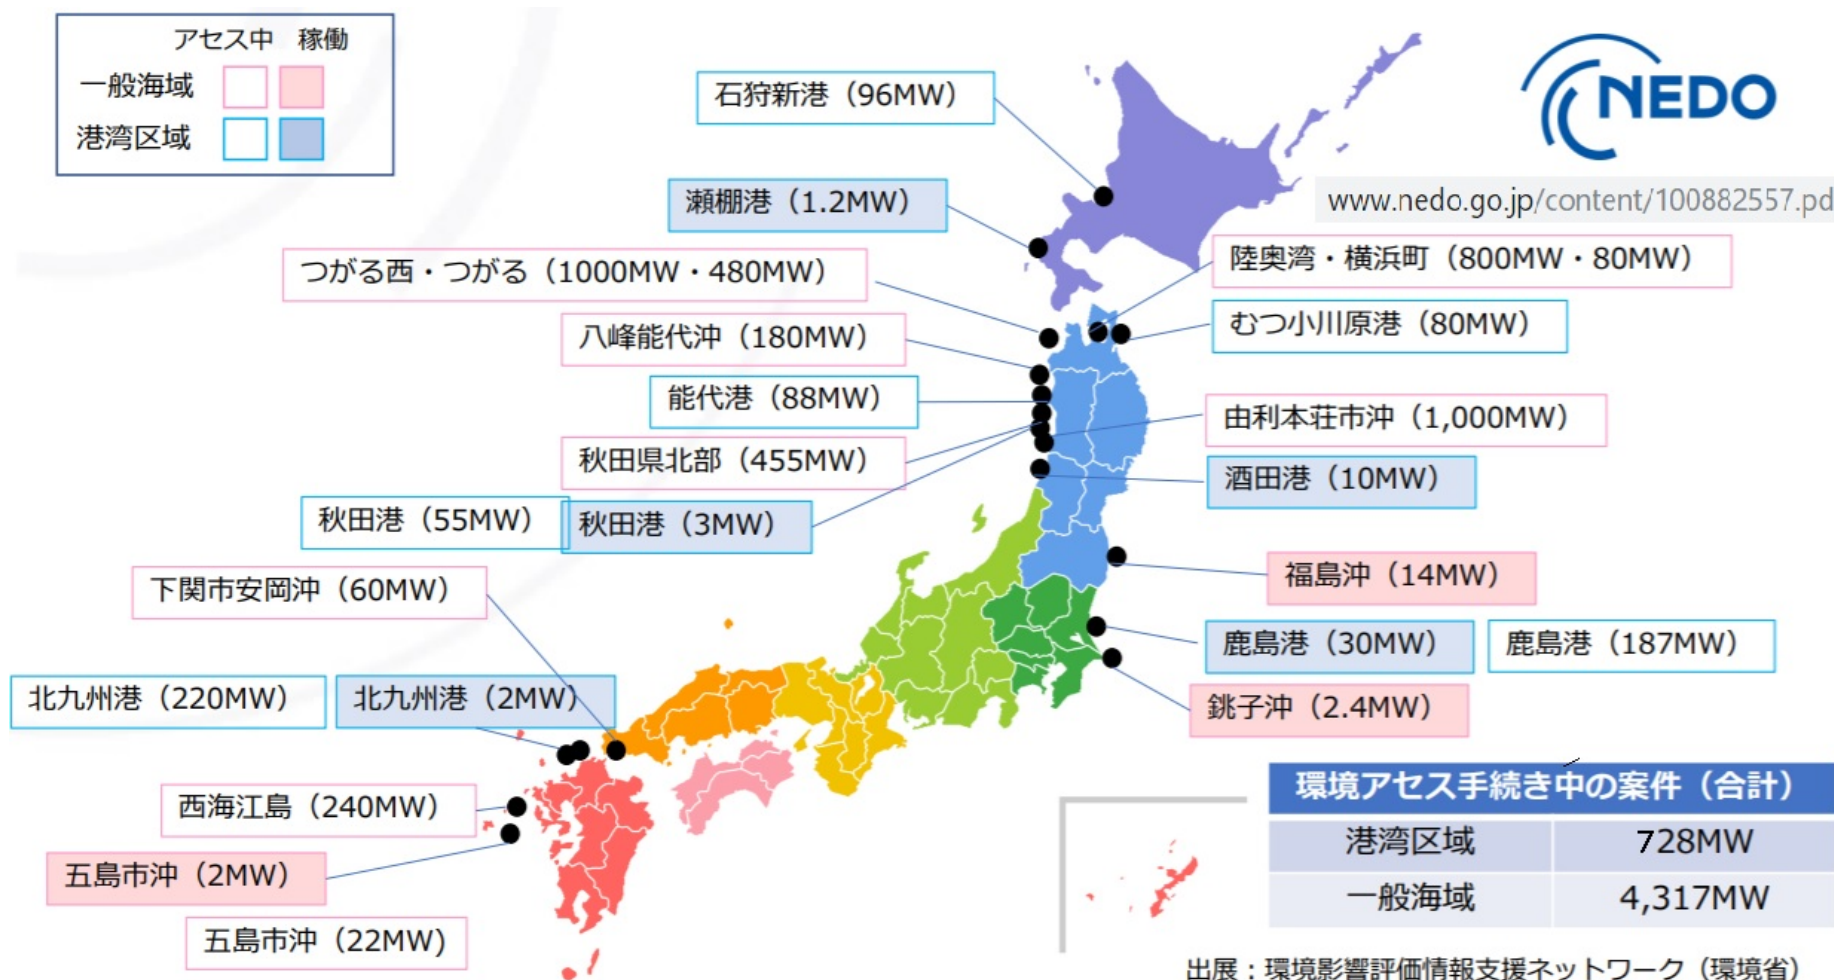 アセス中 稼働
一般海域
港湾区域
NEDO
www.nedo.go.jp/content/100882557.pd
石狩新港（96MW）
瀬棚港（1.2MW）
つがる西・つがる（1000MW・480MW）
陸奥湾・横浜町（800MW・80MW）
むつ小川原港（80MW）
八峰能代沖（180MW）
能代港（88MW）
由利本荘市沖（1,000MW）
秋田県北部（455MW）
酒田港（10MW）
秋田港（55MW）
秋田港（3MW）
福島沖（14MW）
下関市安岡沖（60MW）
鹿島港（30MW）
鹿島港（187MW）
北九州港（220MW）
北九州港（2MW）
銚子沖（2.4MW）
西海江島（240MW）
五島市沖（2MW）
五島市沖（22MW)
環境アセス手続き中の案件（合計）
港湾区域 728MW
一般海域 4,317MW
出展：環境影響評価情報支援ネットワーク（環境省）